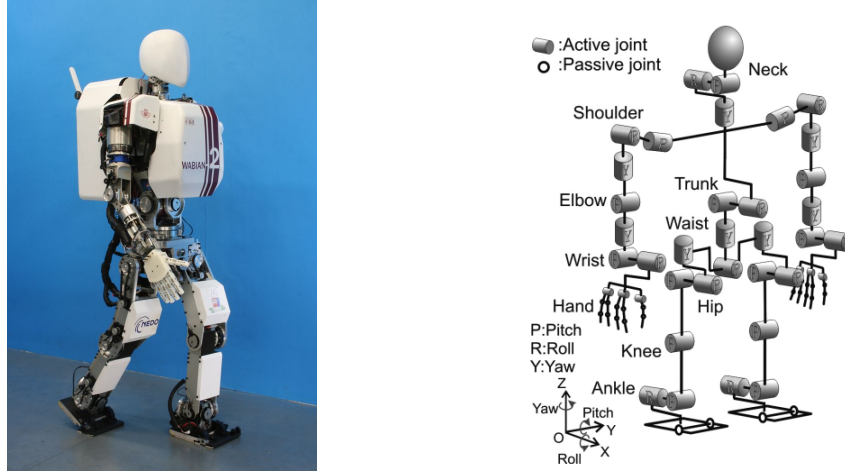 WABIAN 2
NEDO
:Active joint
:Passive joint
Neck
Shoulder
Trunk
Elbow
Waist
Wrist
Hand
Hip
P:Pitch
R:Roll
Y:Yaw
Knee
Ankle
Z
Yaw
Pitch
Y
O
X
Roll